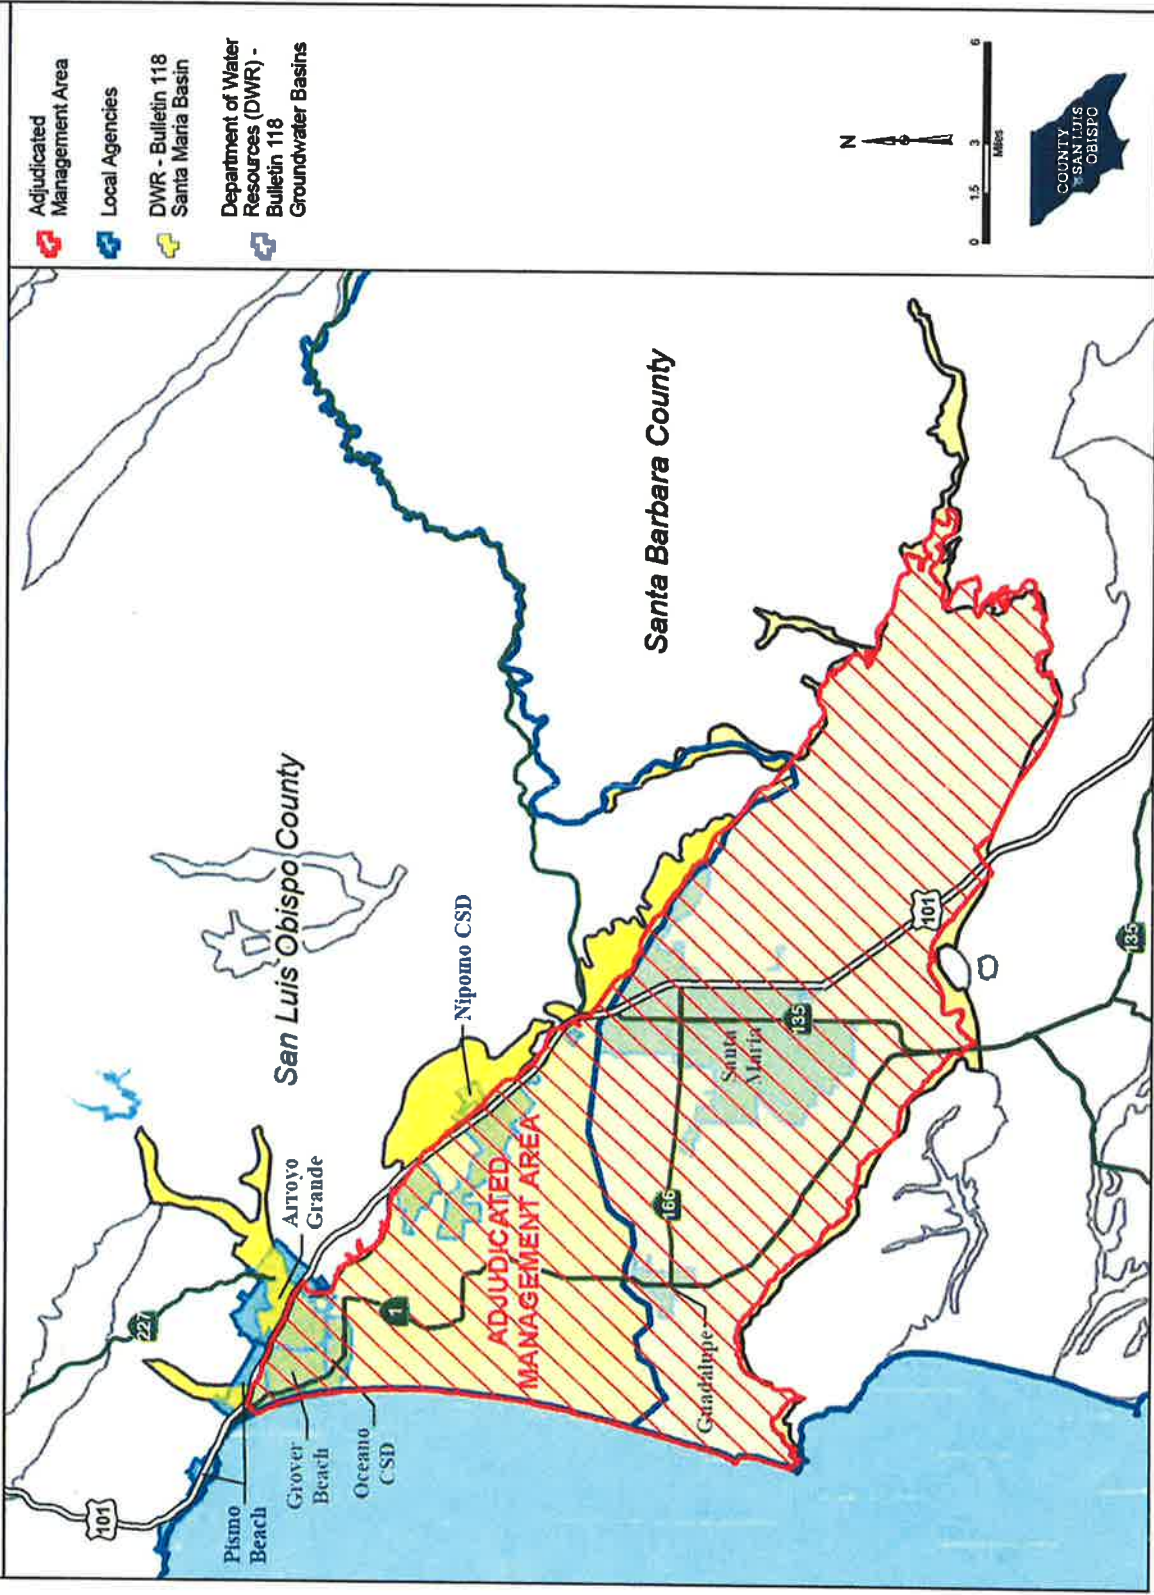 Adjudicated
Management Area
Local Agencies
DWR - Bulletin 118
Santa Maria Basin
Department of Water
Resources (DWR) -
Bulletin 118
Groundwater Basins
N
0
1.5
3
6
Miles
COUNTY
SAN LUIS
OBISPO
San Luis Obispo County
Santa Barbara County
101
227
Pismo
Beach
Grover
Beach
Oceano
CSD
Arroyo
Grande
Nipomo CSD
1
ADJUDICATED
MANAGEMENT AREA
166
Guadalupe
Santa
Maria
135
101
135